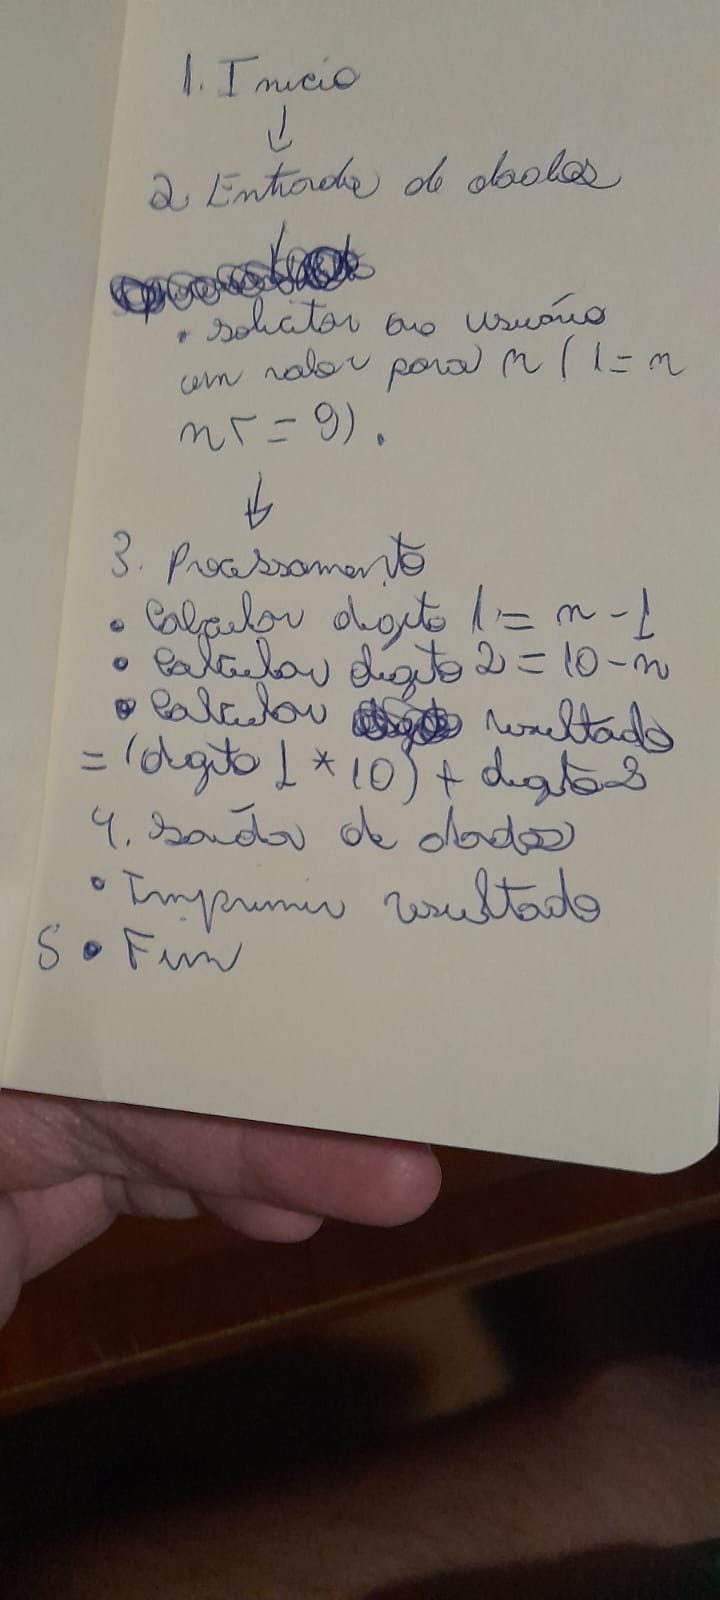 1. Inicio
↓
2. Entrada de dados
↓
• solicitar ao usuário
um valor para n ( 1 = n
n < = 9).
↓
3. Processamento
• Calcular digito 1 = n - 1
• Calcular digito 2 = 10 - n
• Calcular resultado
= (digito 1 * 10) + digito 2
4. Saída de dados
• Imprimir resultado
5 • Fim